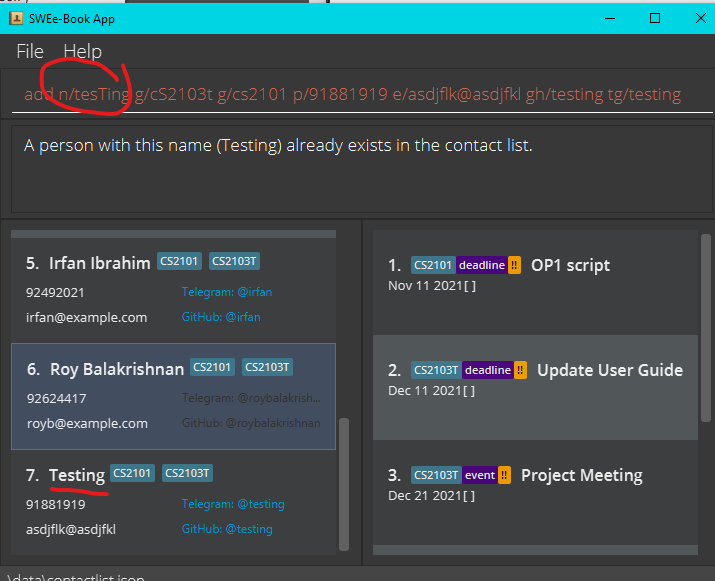 SWEe-Book App
File Help
add n/tesTing g/cS2103t g/cs2101 p/91881919 e/asdjflk@asdjfkl gh/testing tg/testing
A person with this name (Testing) already exists in the contact list.
5. Irfan Ibrahim CS2101 CS2103T
92492021 Telegram: @irfan
irfan@example.com GitHub: @irfan
6. Roy Balakrishnan CS2101 CS2103T
92624417 Telegram: @roybalakrish...
royb@example.com GitHub: @roybalakrishnan
7. Testing CS2101 CS2103T
91881919 Telegram: @testing
asdjflk@asdjfkl GitHub: @testing
1. CS2101 deadline !! OP1 script
Nov 11 2021[ ]
2. CS2103T deadline !! Update User Guide
Dec 11 2021[ ]
3. CS2103T event !! Project Meeting
Dec 21 2021[ ]
.\data\contactlist.json